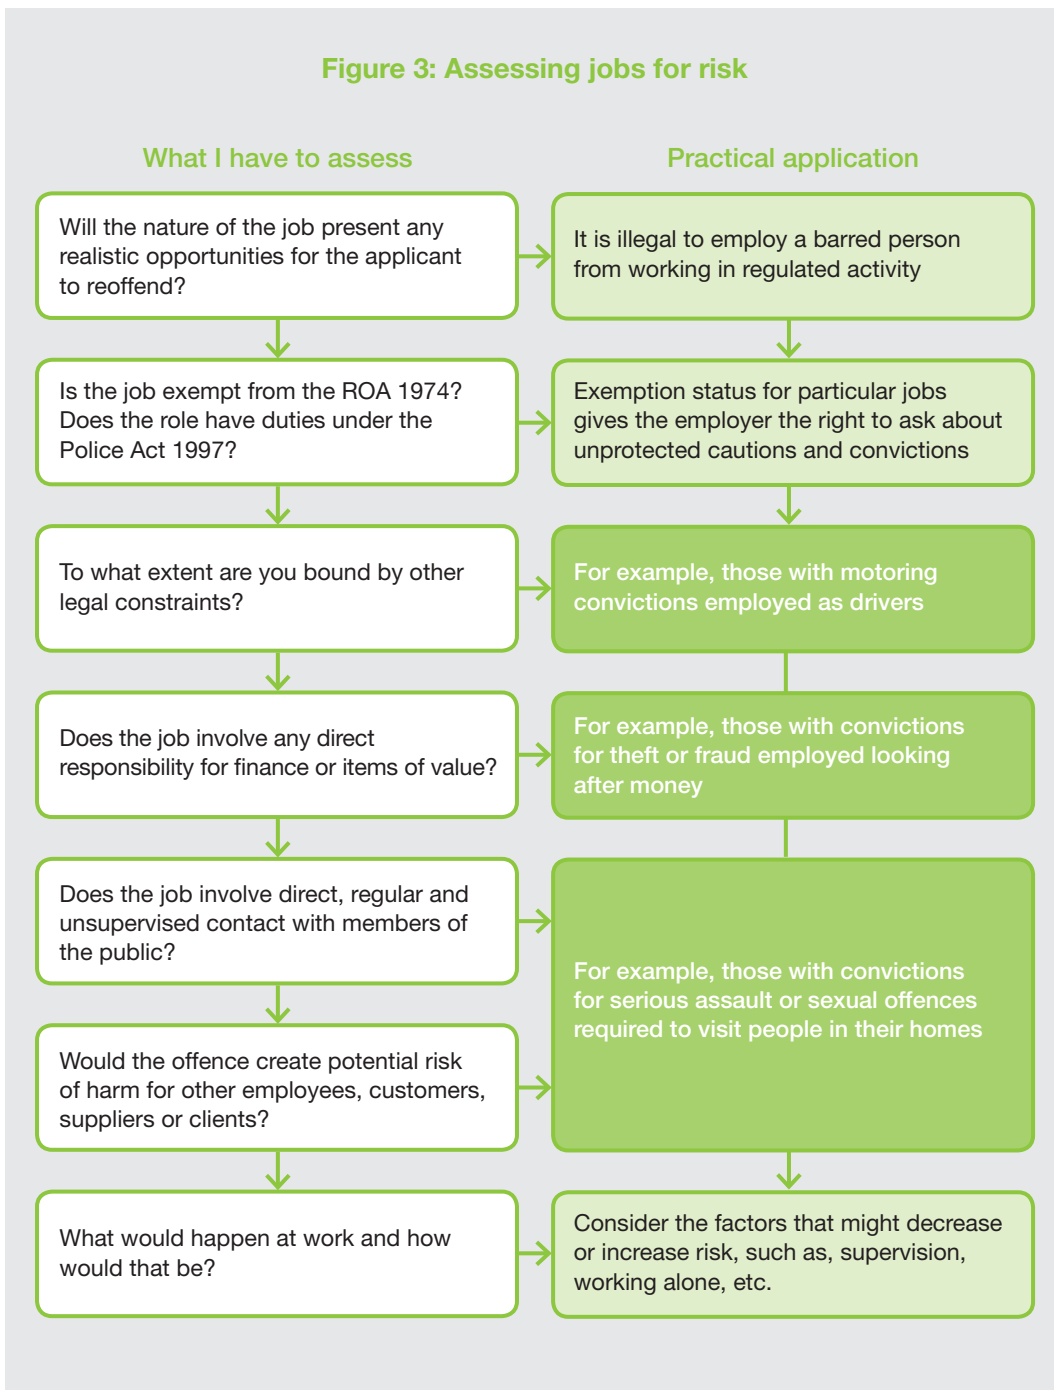 Figure 3: Assessing jobs for risk
What I have to assess
Practical application
Will the nature of the job present any
realistic opportunities for the applicant
to reoffend?
It is illegal to employ a barred person
from working in regulated activity
Is the job exempt from the ROA 1974?
Does the role have duties under the
Police Act 1997?
Exemption status for particular jobs
gives the employer the right to ask about
unprotected cautions and convictions
To what extent are you bound by other
legal constraints?
For example, those with motoring
convictions employed as drivers
Does the job involve any direct
responsibility for finance or items of value?
For example, those with convictions
for theft or fraud employed looking
after money
Does the job involve direct, regular and
unsupervised contact with members of
the public?
Would the offence create potential risk
of harm for other employees, customers,
suppliers or clients?
For example, those with convictions
for serious assault or sexual offences
required to visit people in their homes
What would happen at work and how
would that be?
Consider the factors that might decrease
or increase risk, such as, supervision,
working alone, etc.